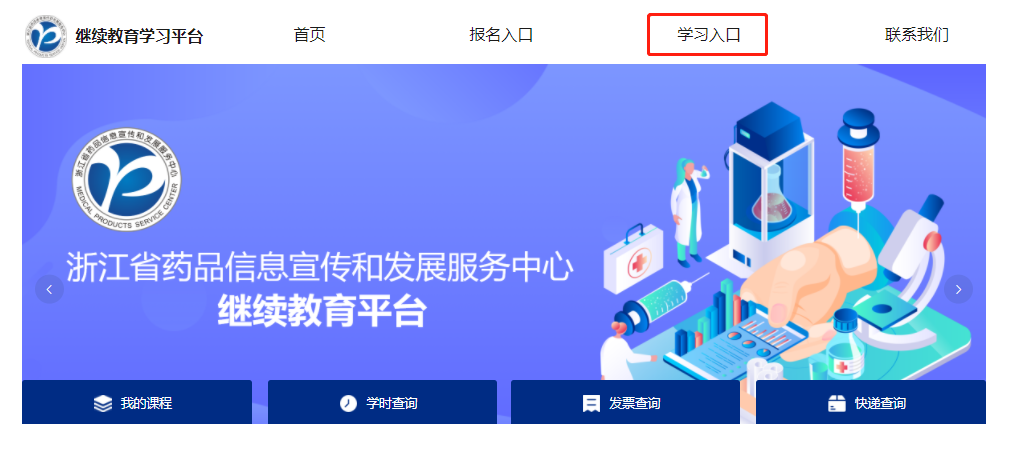 继续教育学习平台
首页
报名入口
学习入口
联系我们
浙江省药品信息宣传和发展服务中心
MEDICAL PRODUCTS SERVICE CENTER
浙江省药品信息宣传和发展服务中心
继续教育平台
我的课程
学时查询
发票查询
快递查询